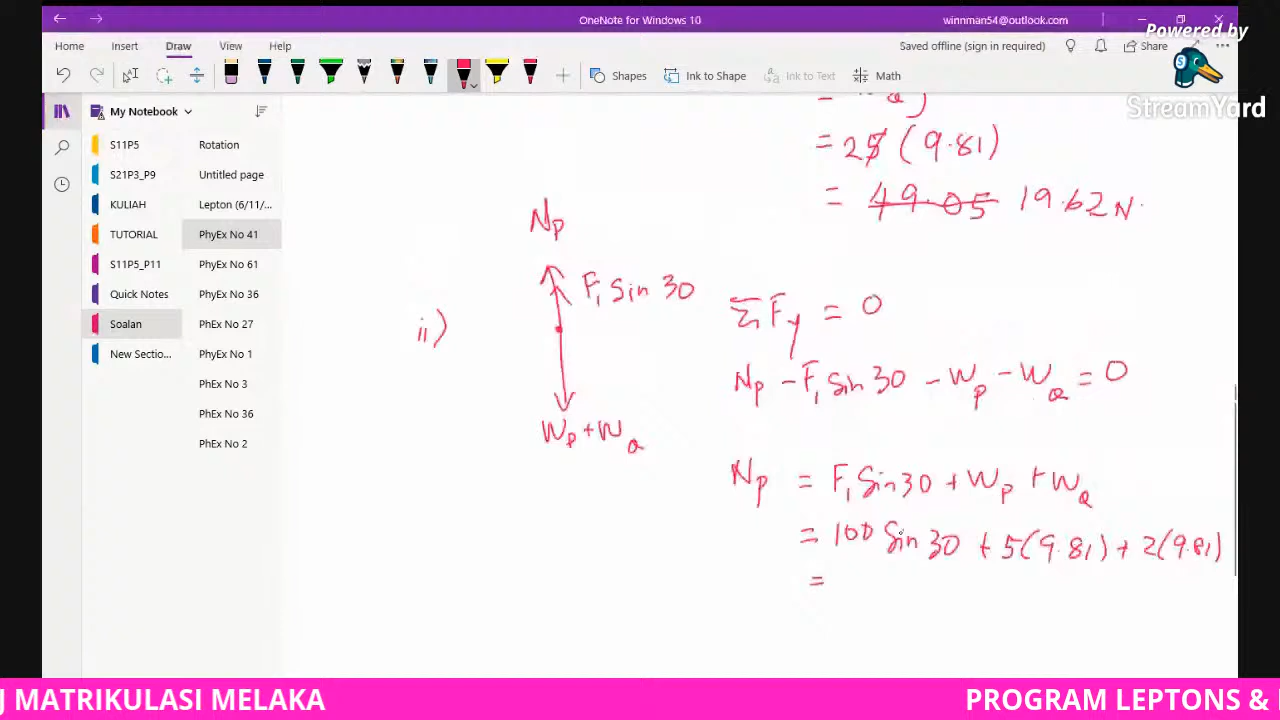 OneNote for Windows 10
winnman54@outlook.com
Powered by
Home Insert Draw View Help
Saved offline (sign in required)
Share
StreamYard
Shapes
Ink to Shape
Ink to Text
Math
My Notebook
S11P5
S21P3_P9
KULIAH
TUTORIAL
S11P5_P11
Quick Notes
Soalan
New Sectio...
Rotation
Untitled page
Lepton (6/11/...
PhyEx No 41
PhyEx No 61
PhyEx No 36
PhEx No 27
PhyEx No 1
PhEx No 3
PhEx No 36
PhEx No 2
= 25 (9.81)
= 49.05 19.62 N.
Np
F₁ Sin 30
ii)
Wp + WQ
ΣFy = 0
Np - F₁ Sin 30 - Wp - WQ = 0
Np = F₁ Sin 30 + Wp + WQ
= 100 Sin 30 + 5(9.81) + 2(9.81)
=
J MATRIKULASI MELAKA
PROGRAM LEPTONS &